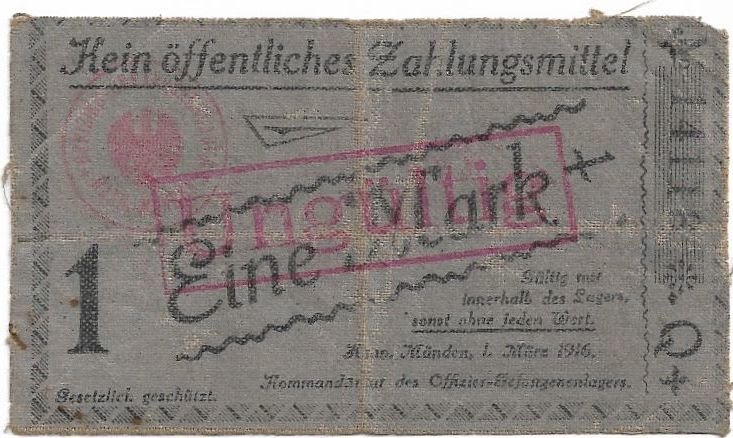 Kein öffentliches Zahlungsmittel
Ungültig
Eine Mark
1
Gültig nur
innerhalb des Lagers,
sonst ohne jeden Wert.
Hann. Münden, 1. März 1916.
Kommandantur des Offizier-Gefangenenlagers.
Gesetzlich geschützt.